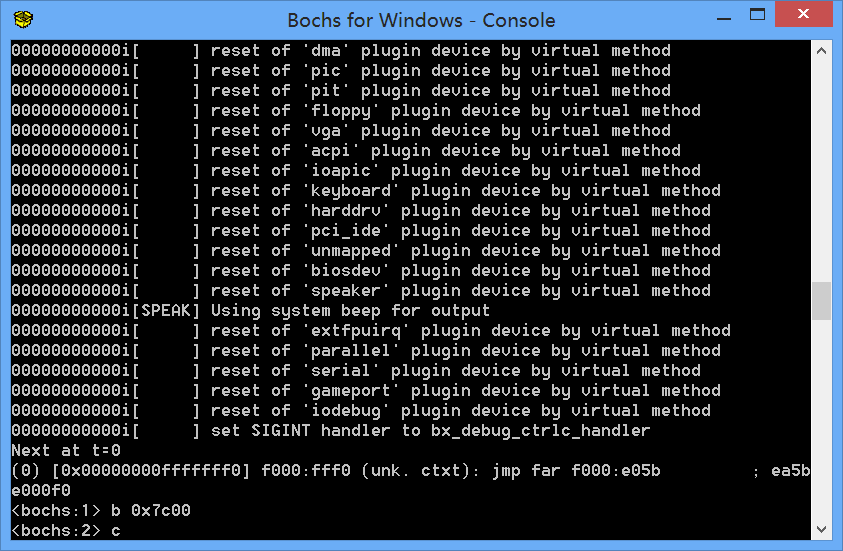 Bochs for Windows - Console
00000000000i[     ] reset of 'dma' plugin device by virtual method
00000000000i[     ] reset of 'pic' plugin device by virtual method
00000000000i[     ] reset of 'pit' plugin device by virtual method
00000000000i[     ] reset of 'floppy' plugin device by virtual method
00000000000i[     ] reset of 'vga' plugin device by virtual method
00000000000i[     ] reset of 'acpi' plugin device by virtual method
00000000000i[     ] reset of 'ioapic' plugin device by virtual method
00000000000i[     ] reset of 'keyboard' plugin device by virtual method
00000000000i[     ] reset of 'harddrv' plugin device by virtual method
00000000000i[     ] reset of 'pci_ide' plugin device by virtual method
00000000000i[     ] reset of 'unmapped' plugin device by virtual method
00000000000i[     ] reset of 'biosdev' plugin device by virtual method
00000000000i[     ] reset of 'speaker' plugin device by virtual method
00000000000i[SPEAK] Using system beep for output
00000000000i[     ] reset of 'extfpuirq' plugin device by virtual method
00000000000i[     ] reset of 'parallel' plugin device by virtual method
00000000000i[     ] reset of 'serial' plugin device by virtual method
00000000000i[     ] reset of 'gameport' plugin device by virtual method
00000000000i[     ] reset of 'iodebug' plugin device by virtual method
00000000000i[     ] set SIGINT handler to bx_debug_ctrlc_handler
Next at t=0
(0) [0x00000000fffffff0] f000:fff0 (unk. ctxt): jmp far f000:e05b         ; ea5b
e000f0
<bochs:1> b 0x7c00
<bochs:2> c